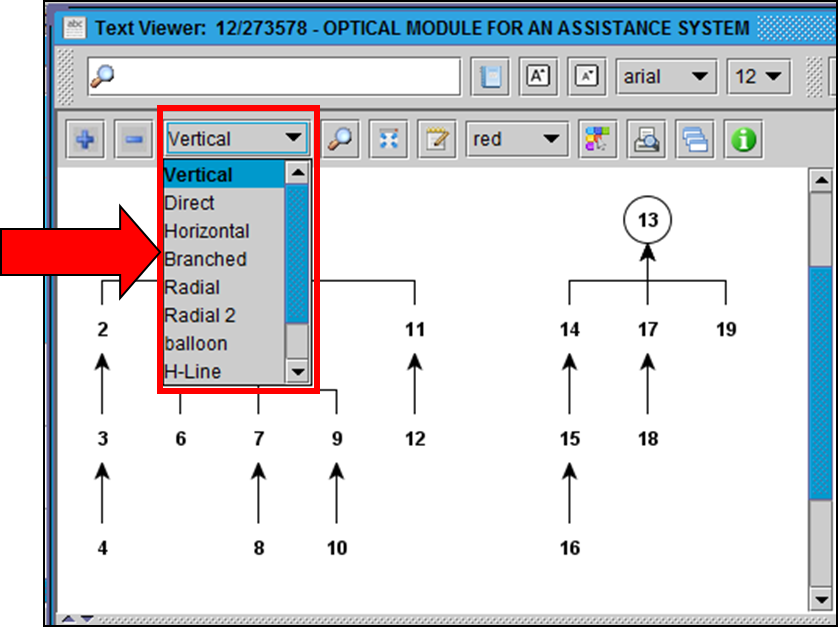 abc Text Viewer: 12/273578 - OPTICAL MODULE FOR AN ASSISTANCE SYSTEM
A A arial 12
Vertical red
Vertical
Direct
Horizontal
Branched
Radial
Radial 2
balloon
H-Line
13
2 11 14 17 19
3 6 7 9 12 15 18
4 8 10 16